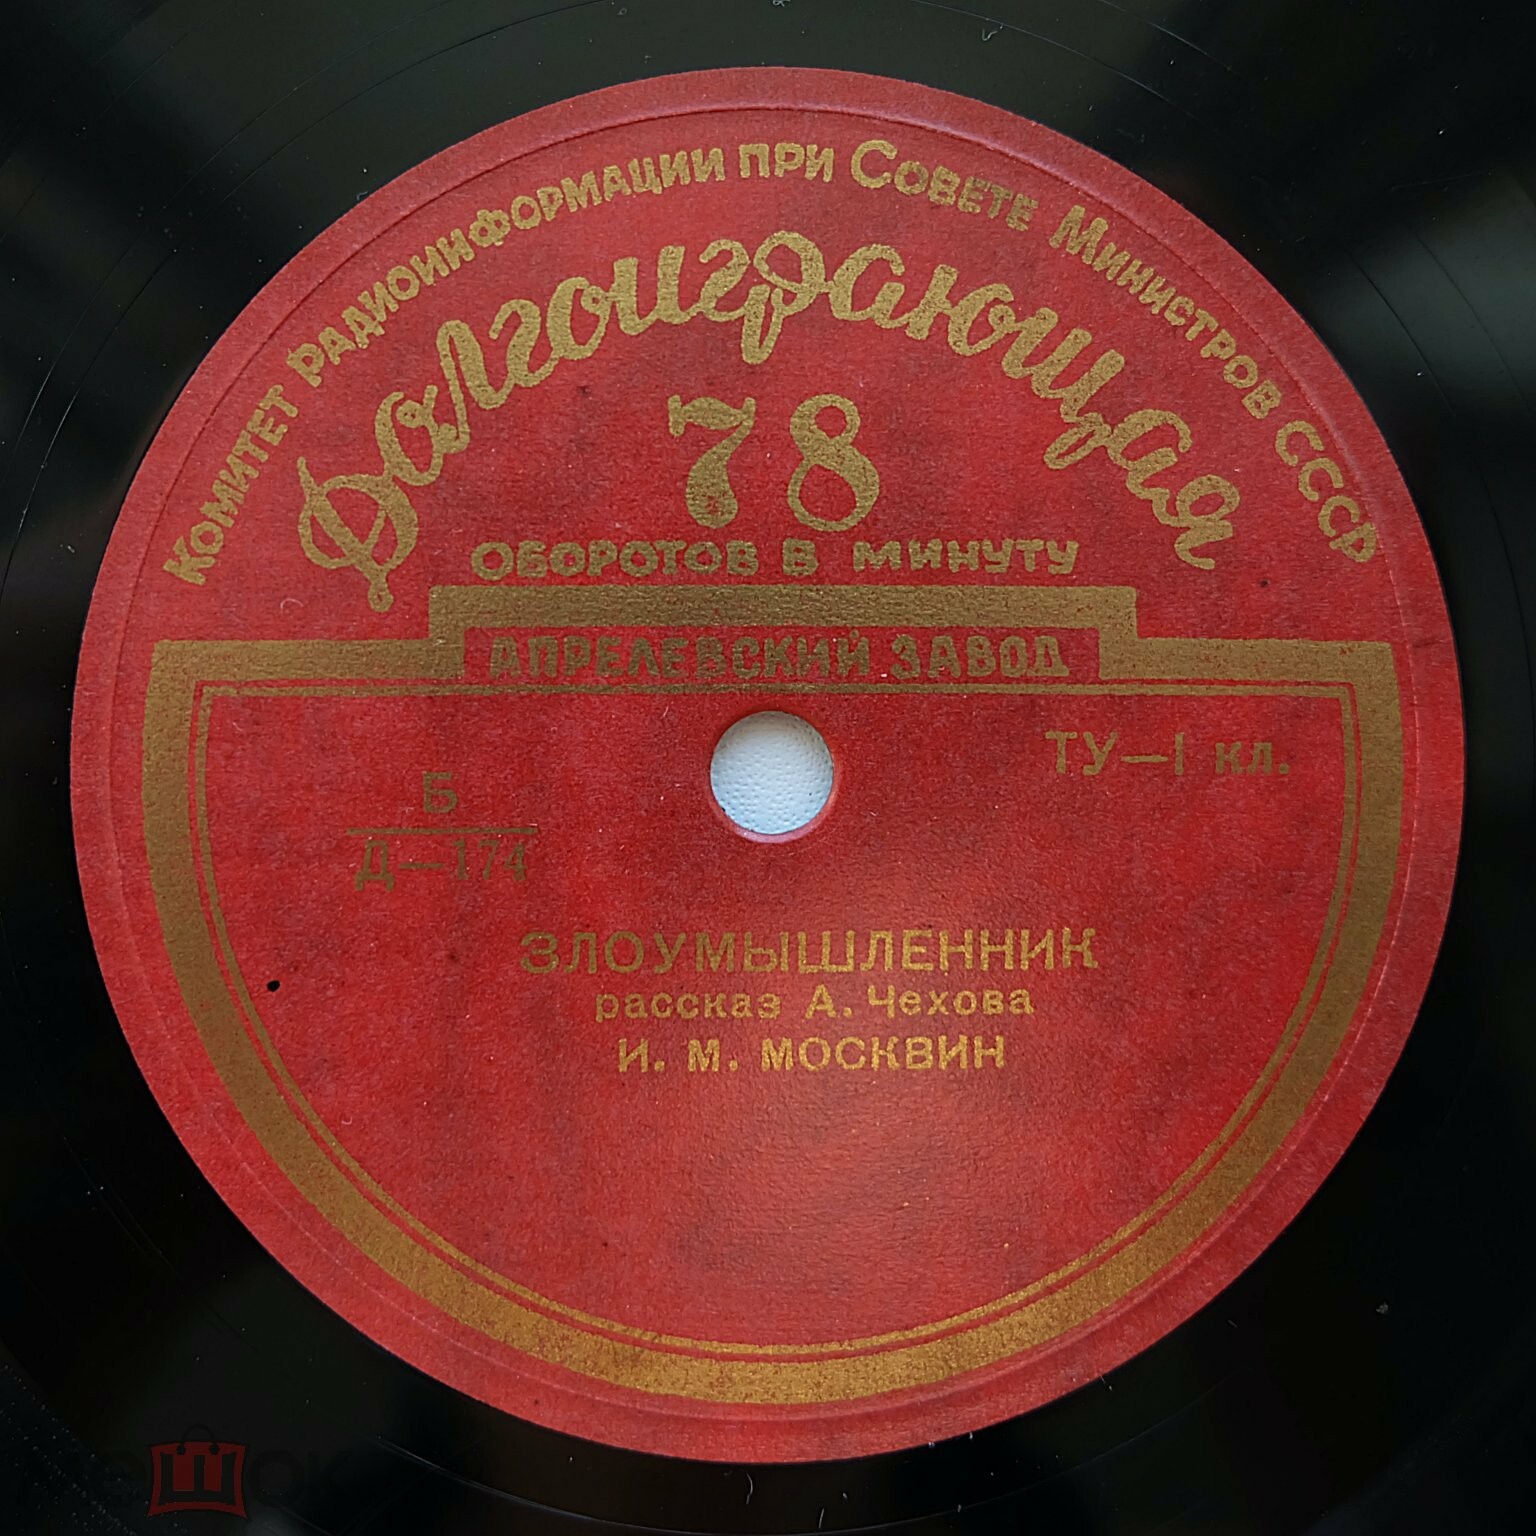 Комитет Радиоинформации при Совете Министров СССР
Долгоиграющая
78
оборотов в минуту
АПРЕЛЕВСКИЙ ЗАВОД
ТУ—I кл.
Б
Д—174
ЗЛОУМЫШЛЕННИК
рассказ А. Чехова
И. М. МОСКВИН
мешок